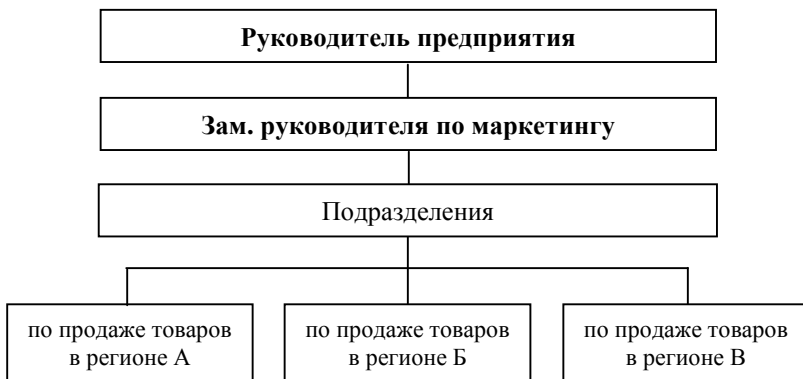 Руководитель предприятия
Зам. руководителя по маркетингу
Подразделения
по продаже товаров
в регионе А
по продаже товаров
в регионе Б
по продаже товаров
в регионе В